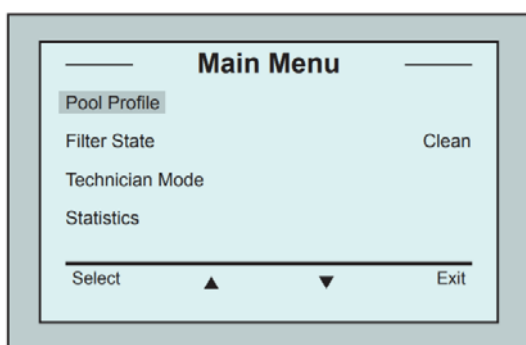 Main Menu
Pool Profile
Filter State Clean
Technician Mode
Statistics
Select ▲ ▼ Exit